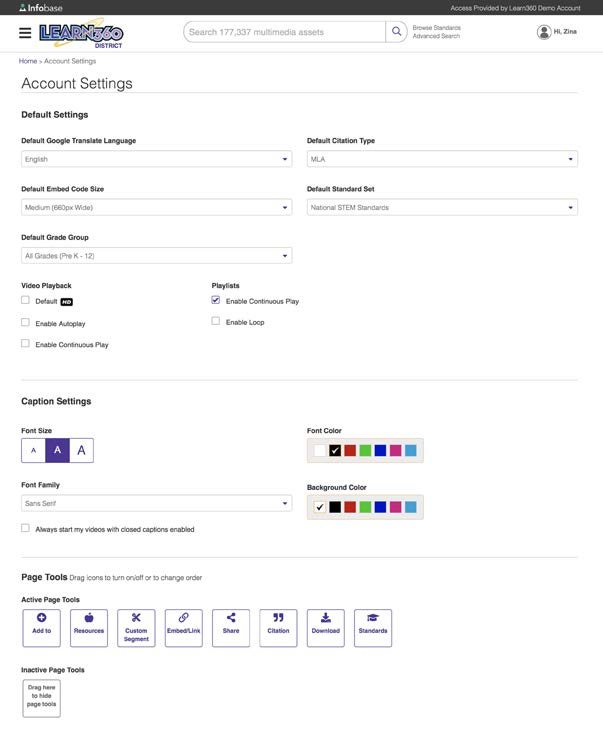 Infobase
Access Provided by Learn360 Demo Account
LEARN360
DISTRICT
Search 177,337 multimedia assets
Browse Standards
Advanced Search
Hi, Zina
Home > Account Settings
Account Settings
Default Settings
Default Google Translate Language
Default Citation Type
English
MLA
Default Embed Code Size
Default Standard Set
Medium (660px Wide)
National STEM Standards
Default Grade Group
All Grades (Pre K - 12)
Video Playback
Playlists
Default HD
Enable Continuous Play
Enable Autoplay
Enable Loop
Enable Continuous Play
Caption Settings
Font Size
Font Color
A A A
Font Family
Background Color
Sans Serif
Always start my videos with closed captions enabled
Page Tools Drag icons to turn on/off or to change order
Active Page Tools
Add to
Resources
Custom
Segment
Embed/Link
Share
Citation
Download
Standards
Inactive Page Tools
Drag here
to hide
page tools